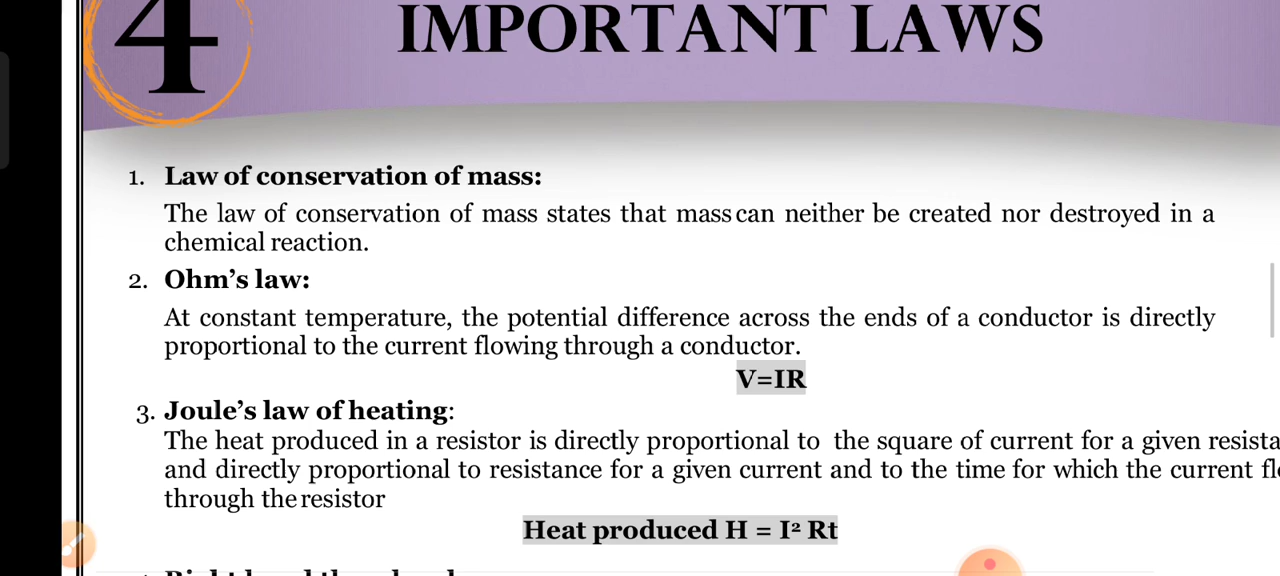 4
IMPORTANT LAWS
1. Law of conservation of mass:
The law of conservation of mass states that mass can neither be created nor destroyed in a
chemical reaction.
2. Ohm's law:
At constant temperature, the potential difference across the ends of a conductor is directly
proportional to the current flowing through a conductor.
V=IR
3. Joule's law of heating:
The heat produced in a resistor is directly proportional to the square of current for a given
and directly proportional to resistance for a given current and to the time for which the current
through the resistor
Heat produced H = I² Rt